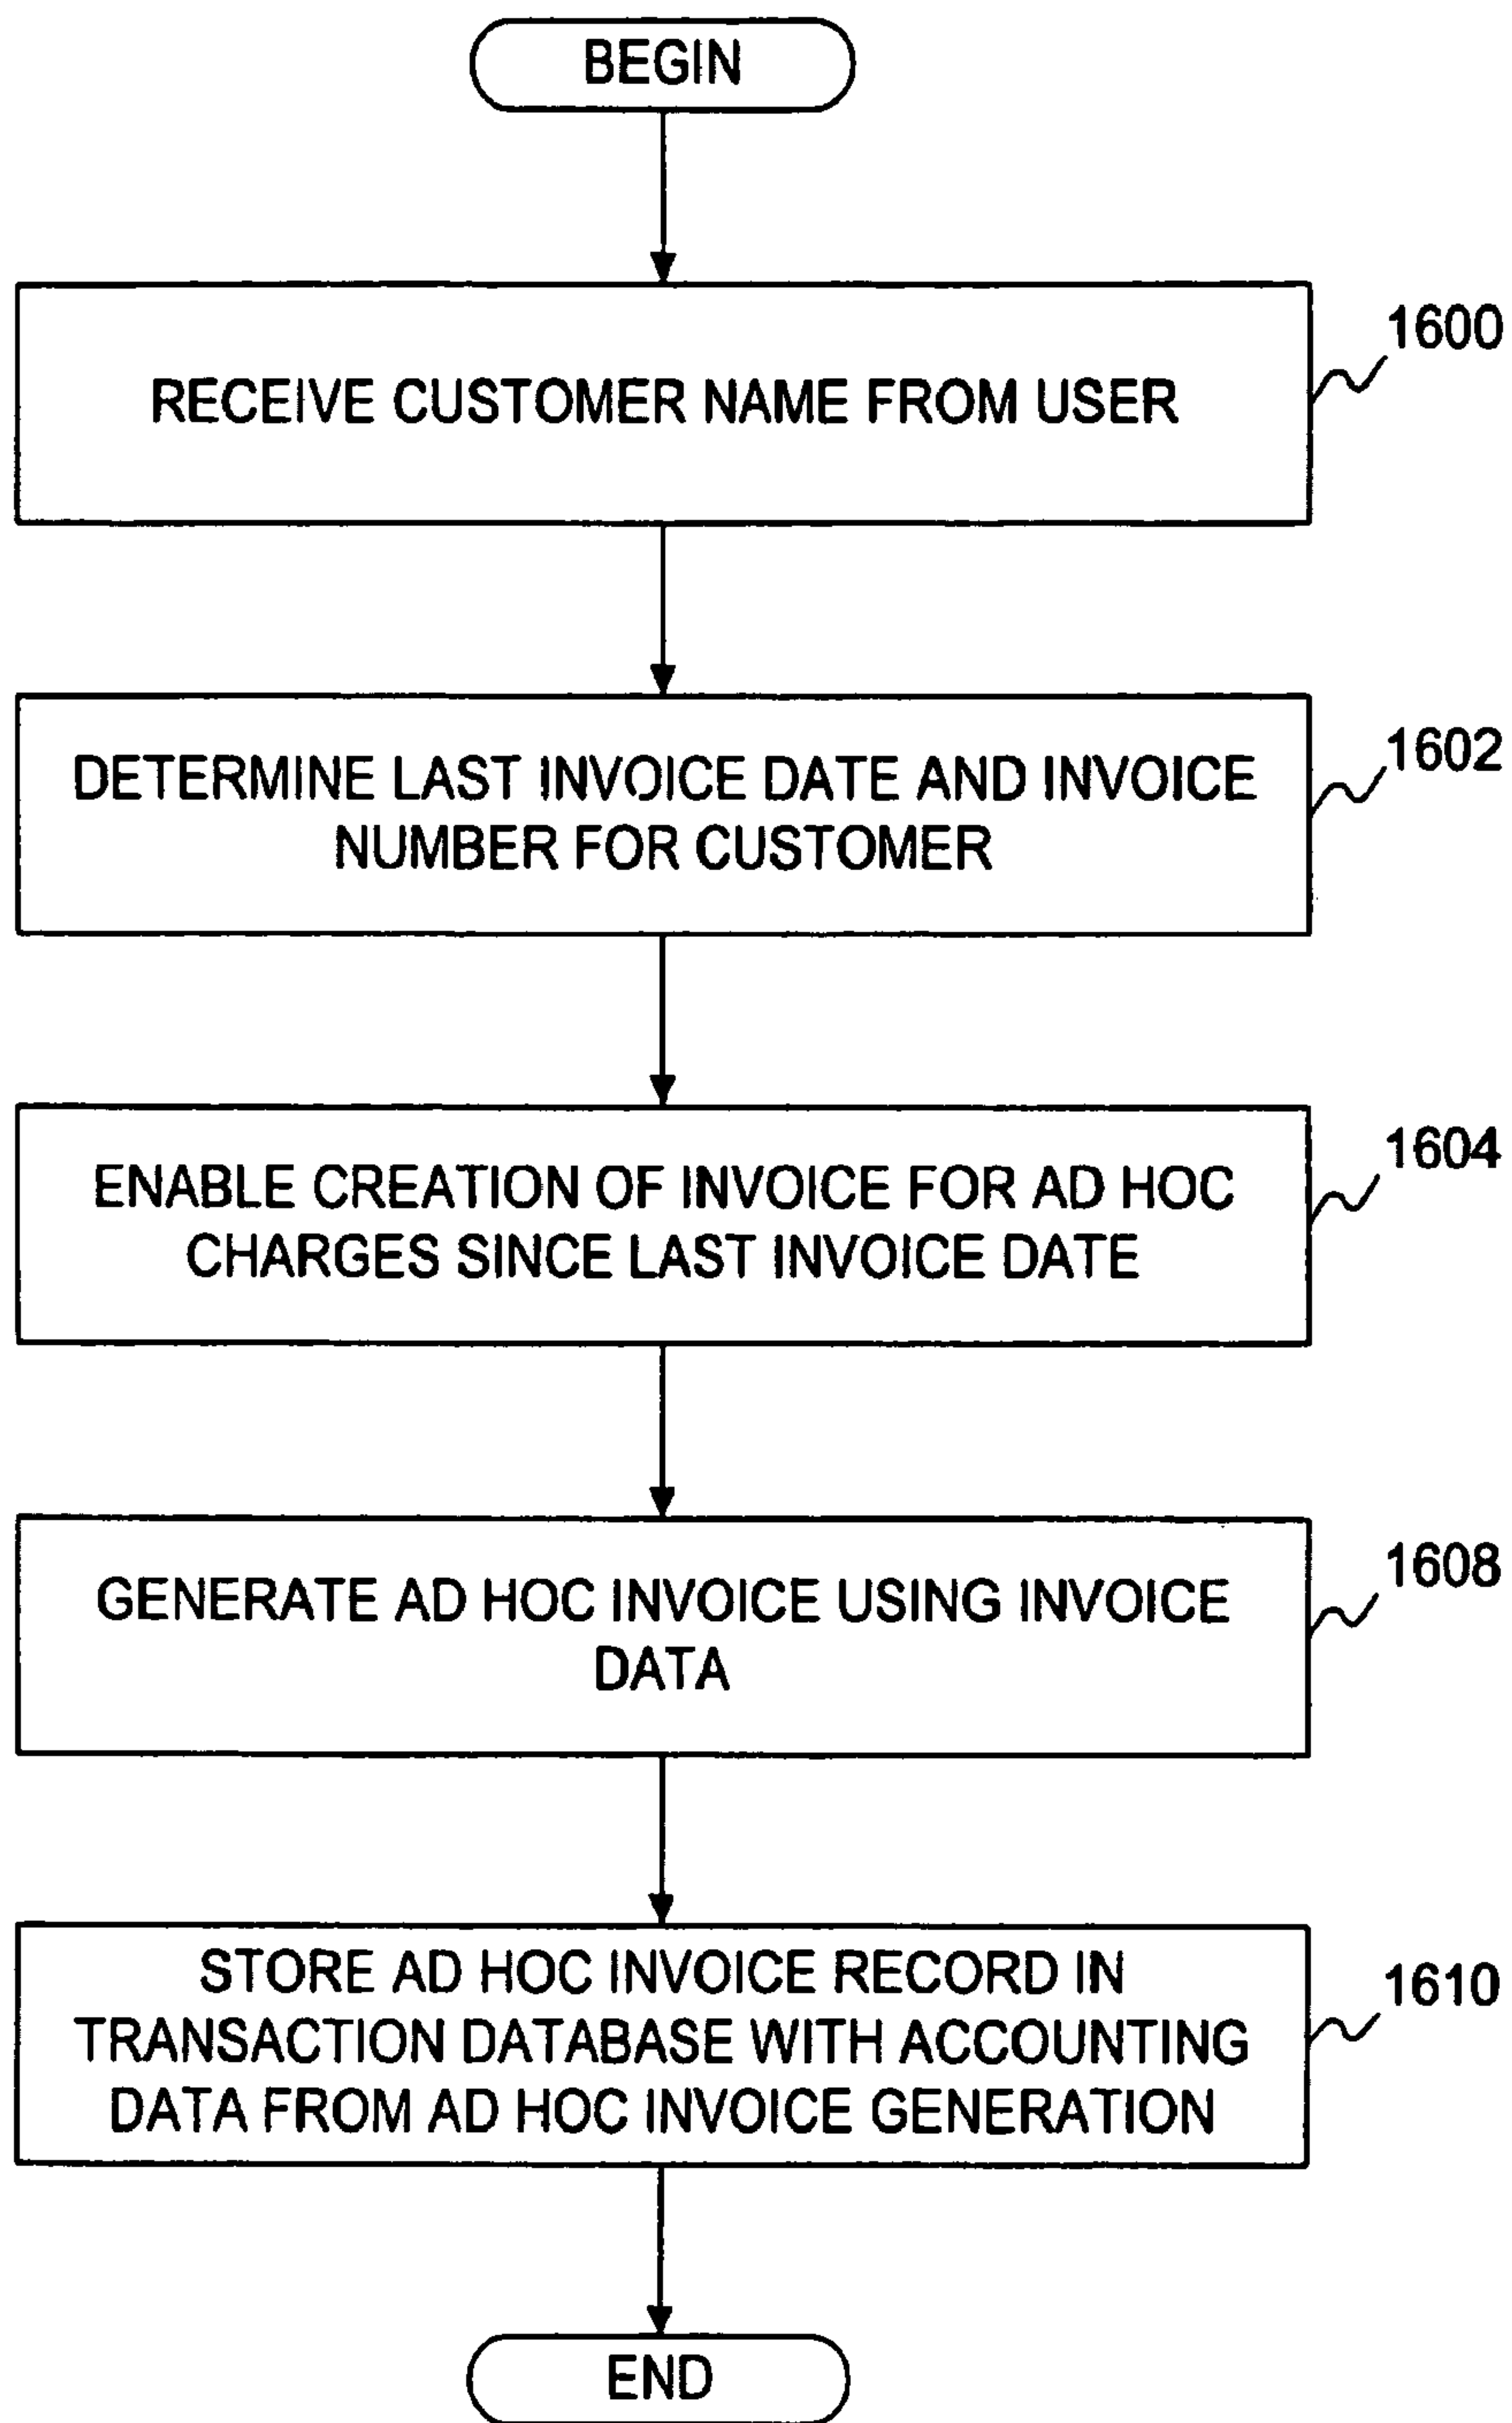 BEGIN
RECEIVE CUSTOMER NAME FROM USER
1600
DETERMINE LAST INVOICE DATE AND INVOICE
NUMBER FOR CUSTOMER
1602
ENABLE CREATION OF INVOICE FOR AD HOC
CHARGES SINCE LAST INVOICE DATE
1604
GENERATE AD HOC INVOICE USING INVOICE
DATA
1608
STORE AD HOC INVOICE RECORD IN
TRANSACTION DATABASE WITH ACCOUNTING
DATA FROM AD HOC INVOICE GENERATION
1610
END